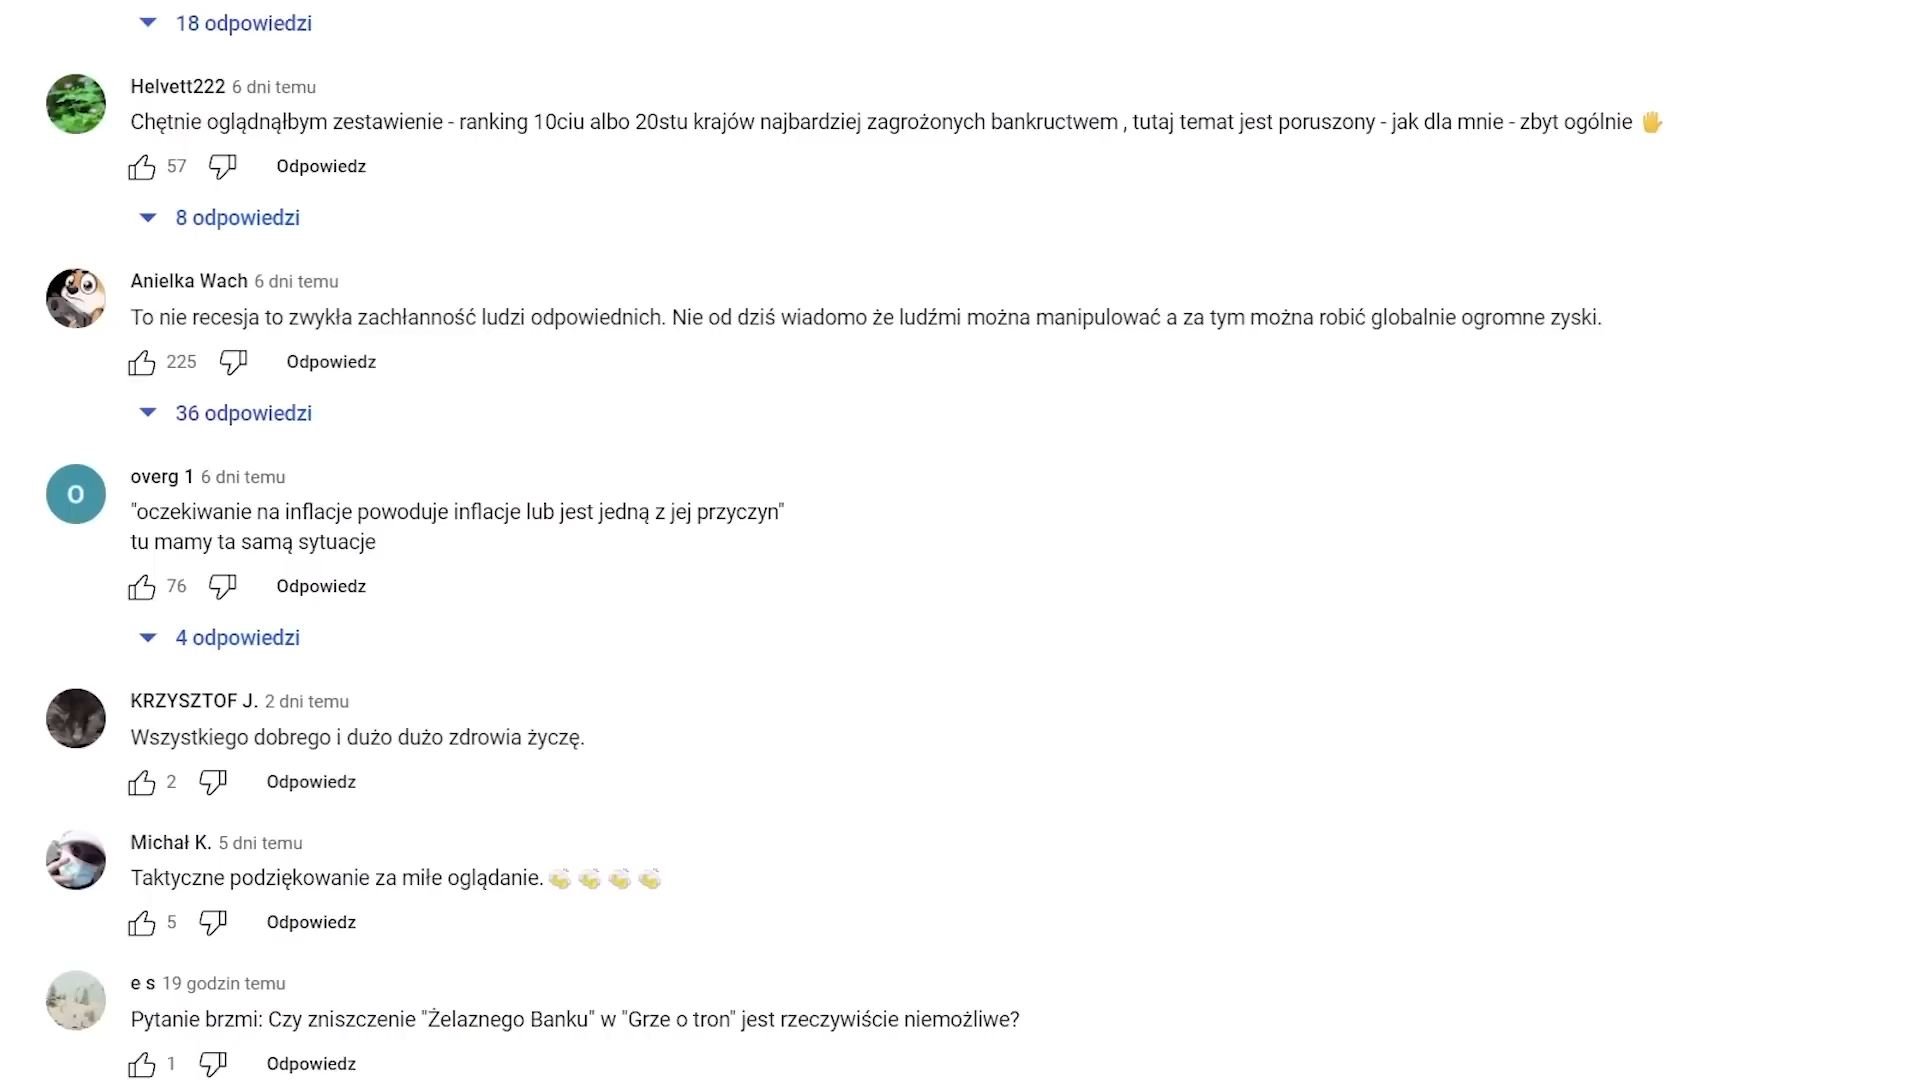 18 odpowiedzi
Helvett222 6 dni temu
Chętnie oglądnąłbym zestawienie - ranking 10ciu albo 20stu krajów najbardziej zagrożonych bankructwem , tutaj temat jest poruszony - jak dla mnie - zbyt ogólnie 🖐
57 Odpowiedz
8 odpowiedzi
Anielka Wach 6 dni temu
To nie recesja to zwykła zachłanność ludzi odpowiednich. Nie od dziś wiadomo że ludźmi można manipulować a za tym można robić globalnie ogromne zyski.
225 Odpowiedz
36 odpowiedzi
O
overg 1 6 dni temu
"oczekiwanie na inflacje powoduje inflacje lub jest jedną z jej przyczyn"
tu mamy ta samą sytuacje
76 Odpowiedz
4 odpowiedzi
KRZYSZTOF J. 2 dni temu
Wszystkiego dobrego i dużo dużo zdrowia życzę.
2 Odpowiedz
Michał K. 5 dni temu
Taktyczne podziękowanie za miłe oglądanie.
5 Odpowiedz
e s 19 godzin temu
Pytanie brzmi: Czy zniszczenie "Żelaznego Banku" w "Grze o tron" jest rzeczywiście niemożliwe?
1 Odpowiedz